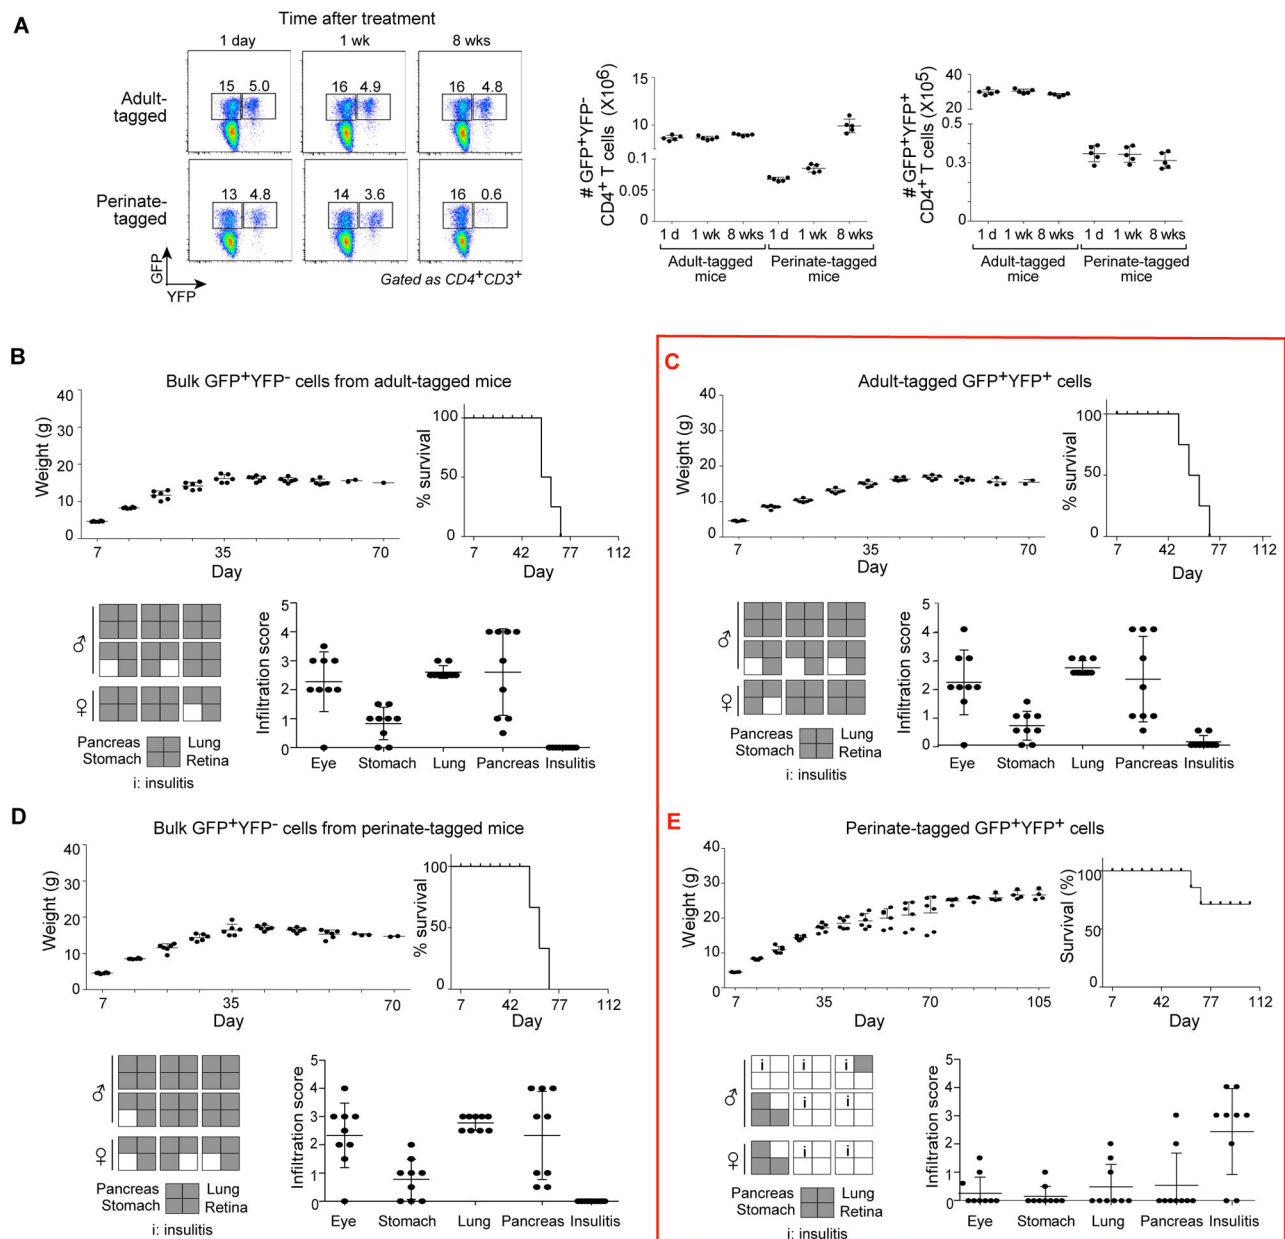 A
Time after treatment
1 day
1 wk
8 wks
Adult-
tagged
15
5.0
16
4.9
16
4.8
Perinate-
tagged
13
4.8
14
3.6
16
0.6
GFP
YFP
Gated as CD4⁺CD3⁺
# GFP⁺YFP⁻
CD4⁺ T cells (X10⁶)
15
10
5
0.1
0.05
0
1 d
1 wk
8 wks
1 d
1 wk
8 wks
Adult-tagged
mice
Perinate-tagged
mice
# GFP⁺YFP⁺
CD4⁺ T cells (X10⁵)
40
20
0.5
0.3
0
1 d
1 wk
8 wks
1 d
1 wk
8 wks
Adult-tagged
mice
Perinate-tagged
mice
B
Bulk GFP⁺YFP⁻ cells from adult-tagged mice
Weight (g)
40
30
20
10
0
7
35
70
Day
% survival
100
50
0
7
42
77
112
Day
♂
♀
Pancreas
Stomach
Lung
Retina
i: insulitis
Infiltration score
5
4
3
2
1
0
Eye
Stomach
Lung
Pancreas
Insulitis
C
Adult-tagged GFP⁺YFP⁺ cells
Weight (g)
40
30
20
10
0
7
35
70
Day
% survival
100
50
0
7
42
77
112
Day
♂
♀
Pancreas
Stomach
Lung
Retina
i: insulitis
Infiltration score
5
4
3
2
1
0
Eye
Stomach
Lung
Pancreas
Insulitis
D
Bulk GFP⁺YFP⁻ cells from perinate-tagged mice
Weight (g)
40
30
20
10
0
7
35
70
Day
% survival
100
50
0
7
42
77
112
Day
♂
♀
Pancreas
Stomach
Lung
Retina
i: insulitis
Infiltration score
5
4
3
2
1
0
Eye
Stomach
Lung
Pancreas
Insulitis
E
Perinate-tagged GFP⁺YFP⁺ cells
Weight (g)
40
30
20
10
0
7
35
70
105
Day
Survival (%)
100
50
0
7
42
77
112
Day
♂
i
i
i
i
i
♀
i
i
Pancreas
Stomach
Lung
Retina
i: insulitis
Infiltration score
5
4
3
2
1
0
Eye
Stomach
Lung
Pancreas
Insulitis